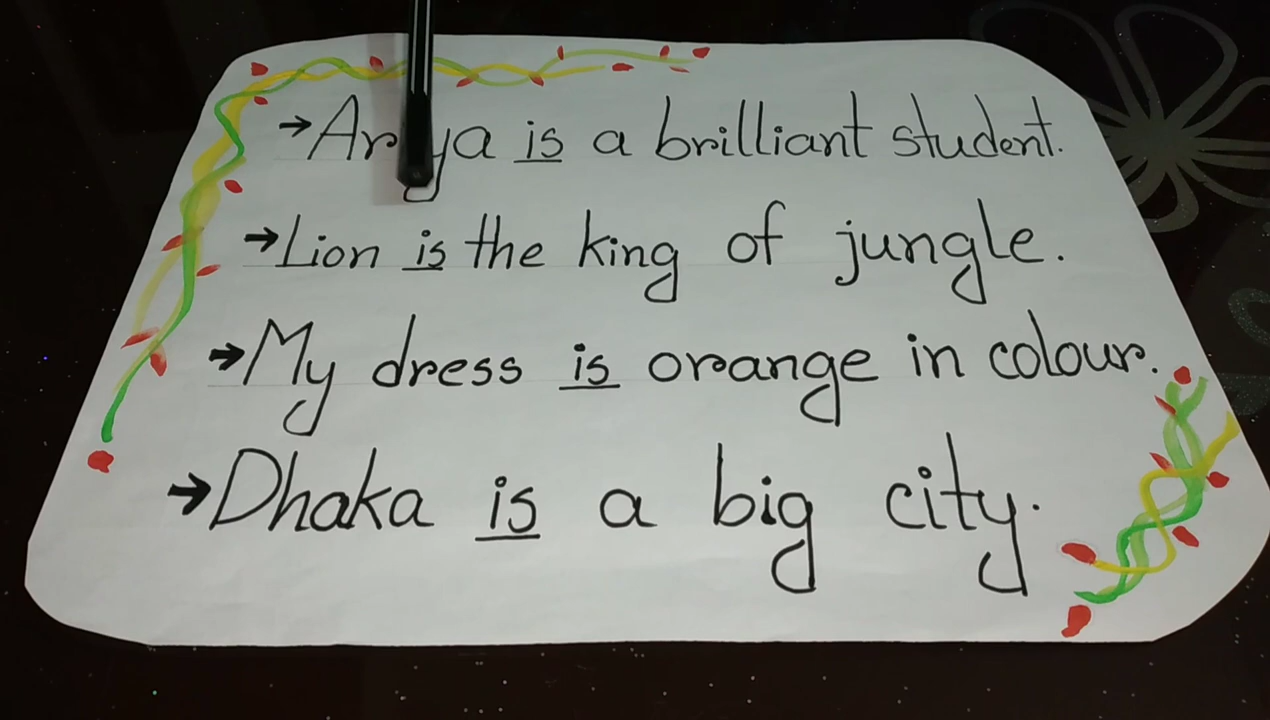 → is a brilliant student.
→Lion is the king of jungle.
→My dress is orange in colour.
→Dhaka is a big city.